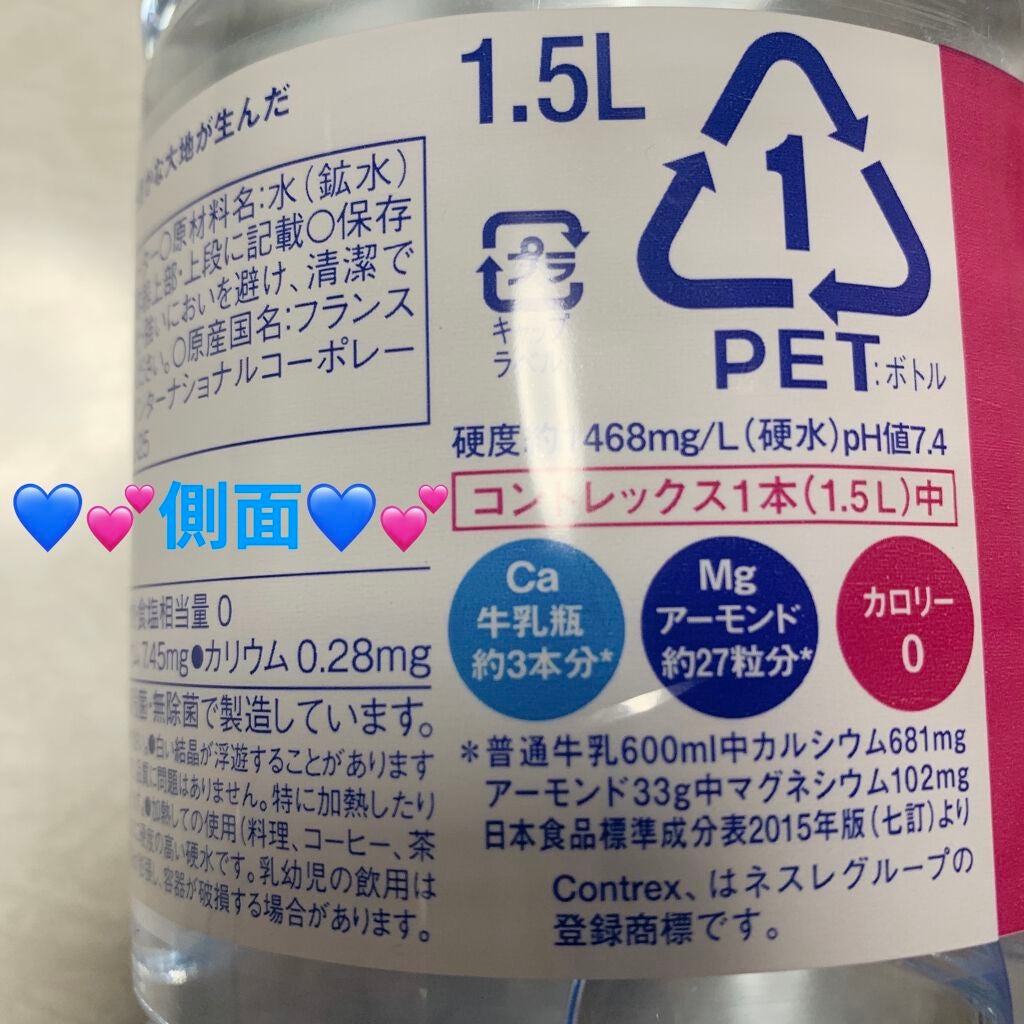 かな大地が生んだ
ー○原材料名:水(鉱水)
上部・上段に記載○保存
強いにおいを避け、清潔で
さい。○原産国名:フランス
ンターナショナルコーポレー
25
1.5L
1
プラ
キャップ
ラベル
PET:ボトル
硬度約1468mg/L(硬水)pH値7.4
コントレックス1本(1.5L)中
💙💕側面💙💕
食塩相当量 0
7.45mg●カリウム 0.28mg
・無除菌で製造しています。
●白い結晶が浮遊することがあります
品質に問題はありません。特に加熱したり
●加熱しての使用(料理、コーヒー、茶
硬度の高い硬水です。乳幼児の飲用は
容器が破損する場合があります。
Ca
牛乳瓶
約3本分*
Mg
アーモンド
約27粒分*
カロリー
0
*普通牛乳600ml中カルシウム681mg
アーモンド33g中マグネシウム102mg
日本食品標準成分表2015年版(七訂)より
Contrex、はネスレグループの
登録商標です。